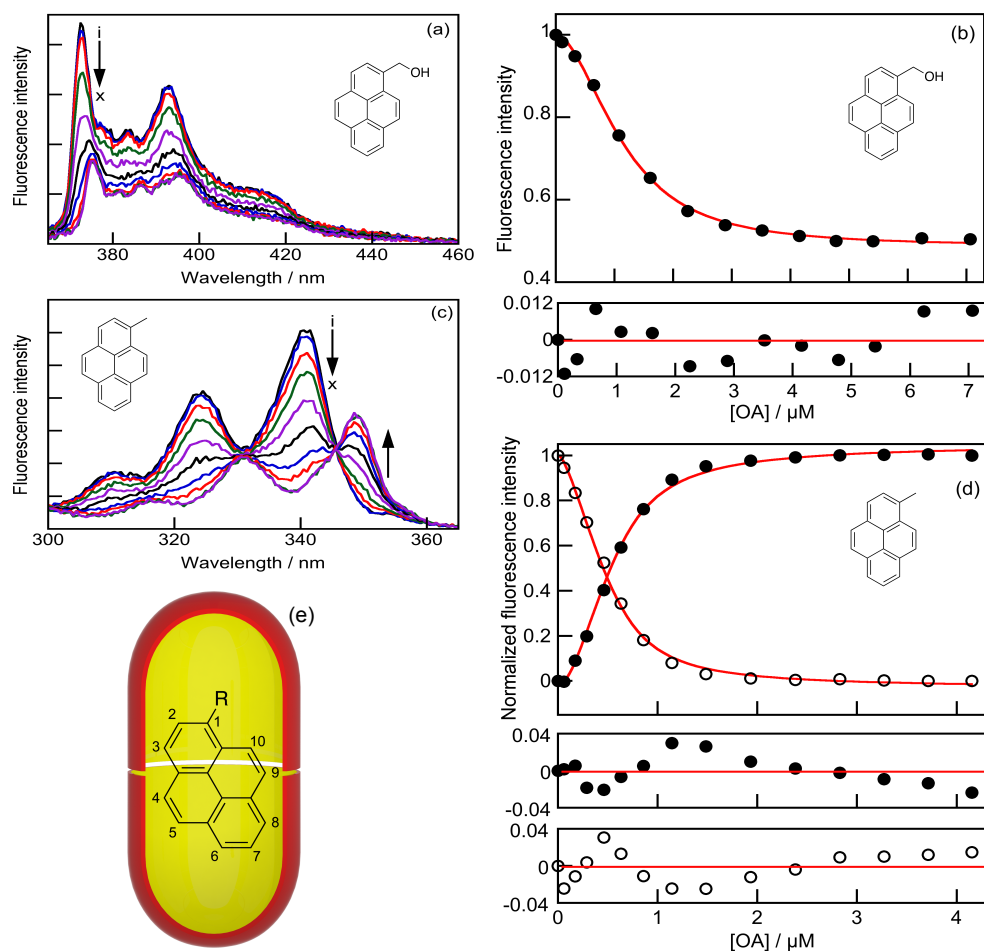 (a)
i
x
OH
Fluorescence intensity
380 400 420 440 460
Wavelength / nm
(b)
OH
Fluorescence intensity
1
0.8
0.6
0.4
0.012
0
-0.012
0 1 2 3 4 5 6 7
[OA] / µM
(c)
i
x
Fluorescence intensity
300 320 340 360
Wavelength / nm
(d)
Normalized fluorescence intensity
1.0
0.8
0.6
0.4
0.2
0
0.04
0
-0.04
0.04
0
-0.04
0 1 2 3 4
[OA] / µM
(e)
R
2 1
3 10
9
4
5 8
6 7